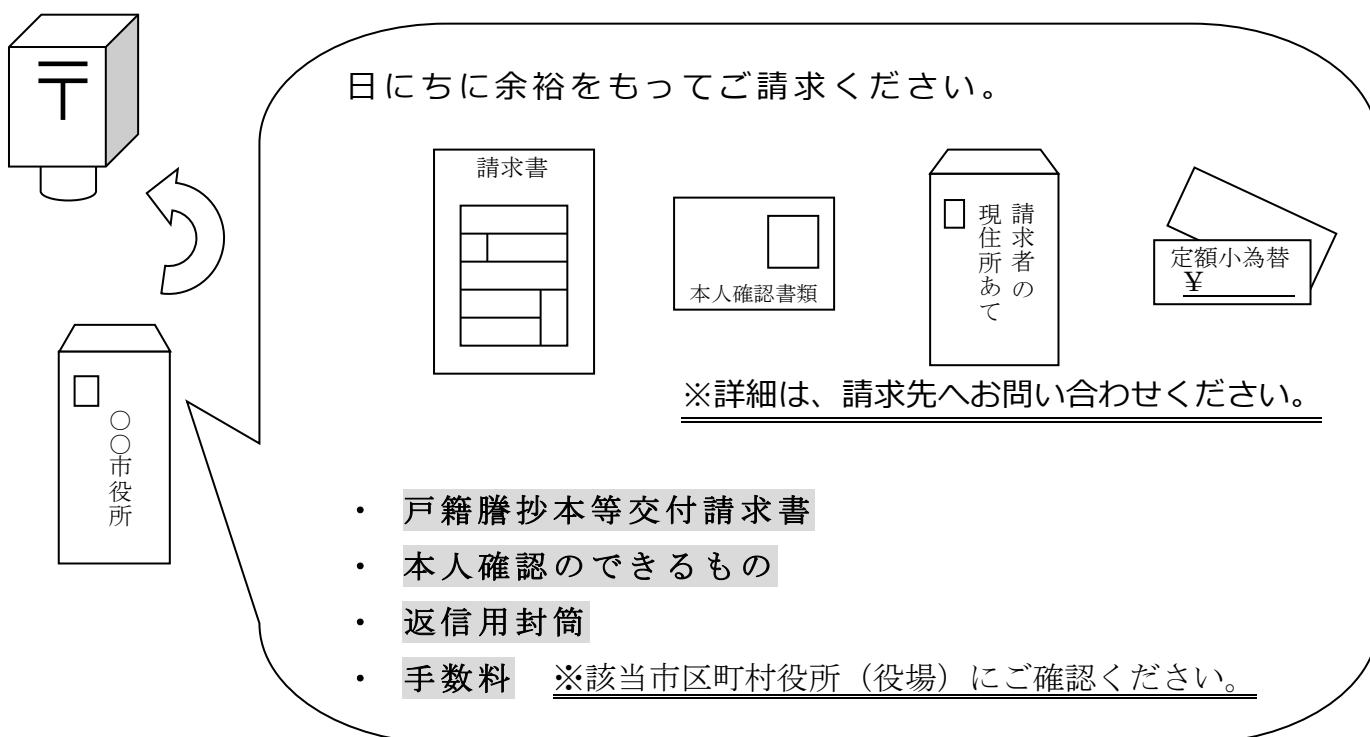 〒
日にちに余裕をもってご請求ください。
請求書
本人確認書類
請求者の
現住所あて
定額小為替
¥
※詳細は、請求先へお問い合わせください。
〇〇市役所
・ 戸籍謄抄本等交付請求書
・ 本人確認のできるもの
・ 返信用封筒
・ 手数料 ※該当市区町村役所（役場）にご確認ください。